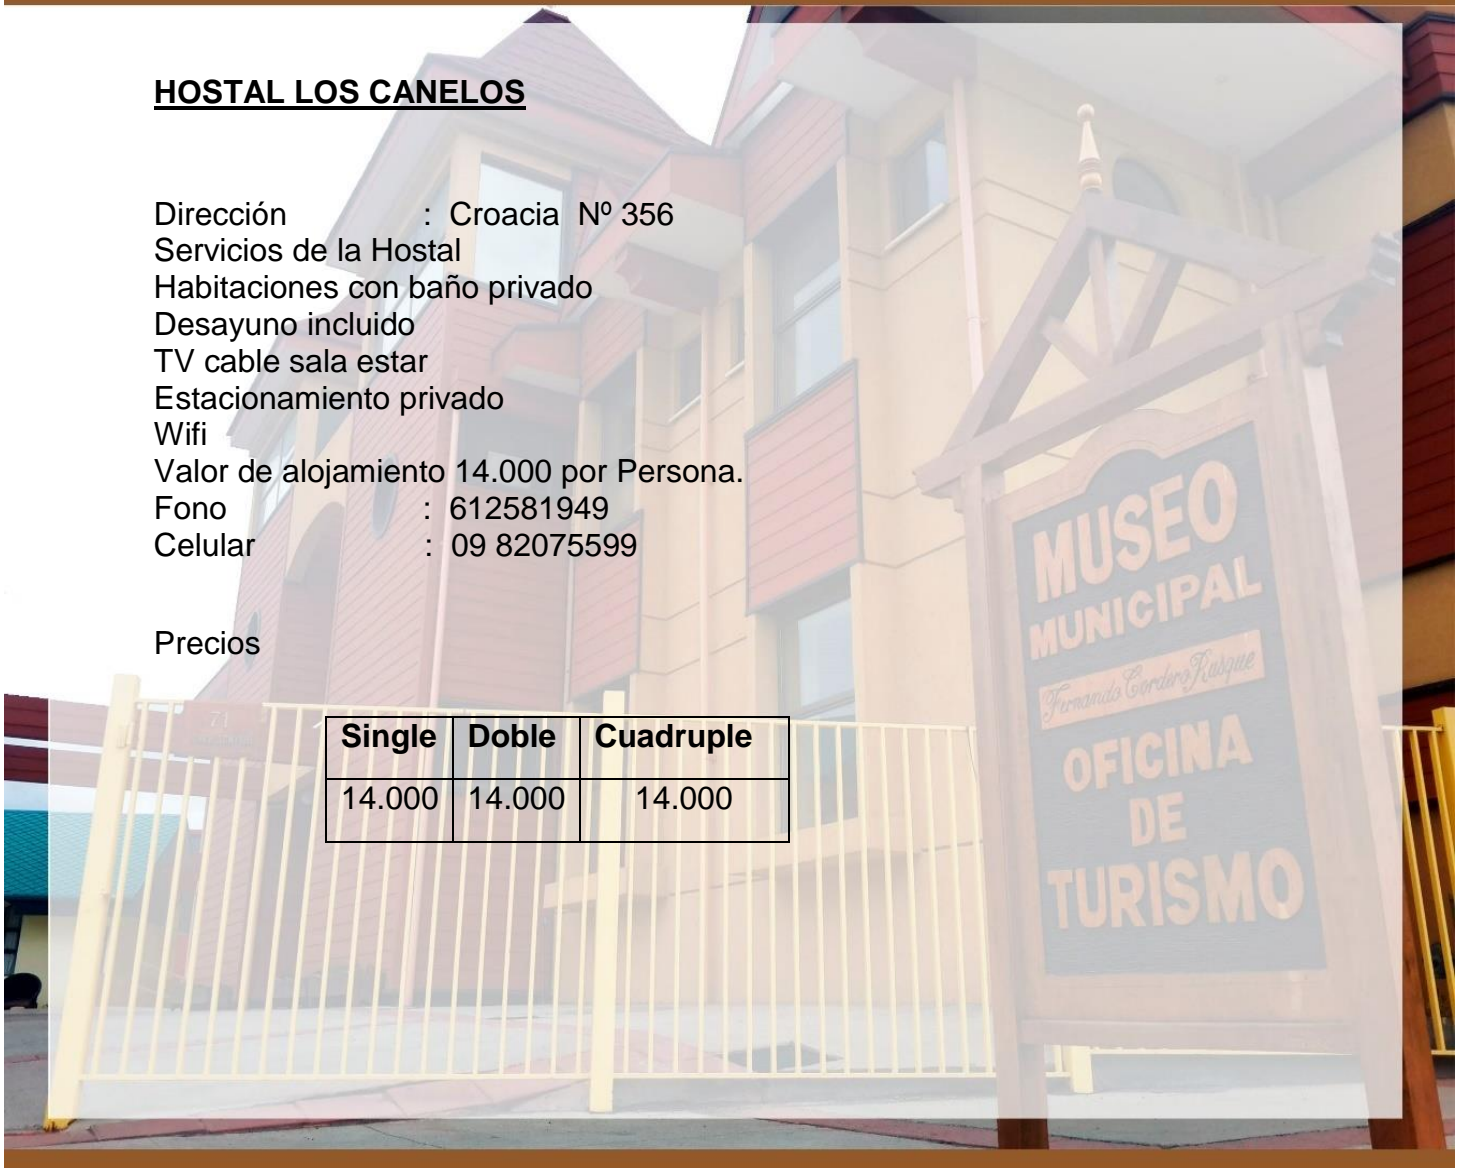 HOSTAL LOS CANELOS
Dirección : Croacia Nº 356
Servicios de la Hostal
Habitaciones con baño privado
Desayuno incluido
TV cable sala estar
Estacionamiento privado
Wifi
Valor de alojamiento 14.000 por Persona.
Fono : 612581949
Celular : 09 82075599
Precios
Single Doble Cuadruple
14.000 14.000 14.000
71
MUSEO
MUNICIPAL
Fernando Cordero Rusque
OFICINA
DE
TURISMO